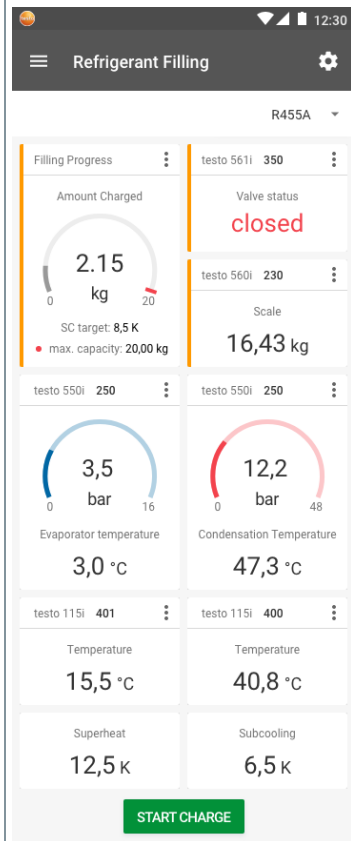 12:30
Refrigerant Filling
R455A
Filling Progress
Amount Charged
2.15
kg
0 20
SC target: 8,5 K
max. capacity: 20,00 kg
testo 561i 350
Valve status
closed
testo 560i 230
Scale
16,43 kg
testo 550i 250
3,5
bar
0 16
Evaporator temperature
3,0 °C
testo 550i 250
12,2
bar
0 48
Condensation Temperature
47,3 °C
testo 115i 401
Temperature
15,5 °C
testo 115i 400
Temperature
40,8 °C
Superheat
12,5 K
Subcooling
6,5 K
START CHARGE